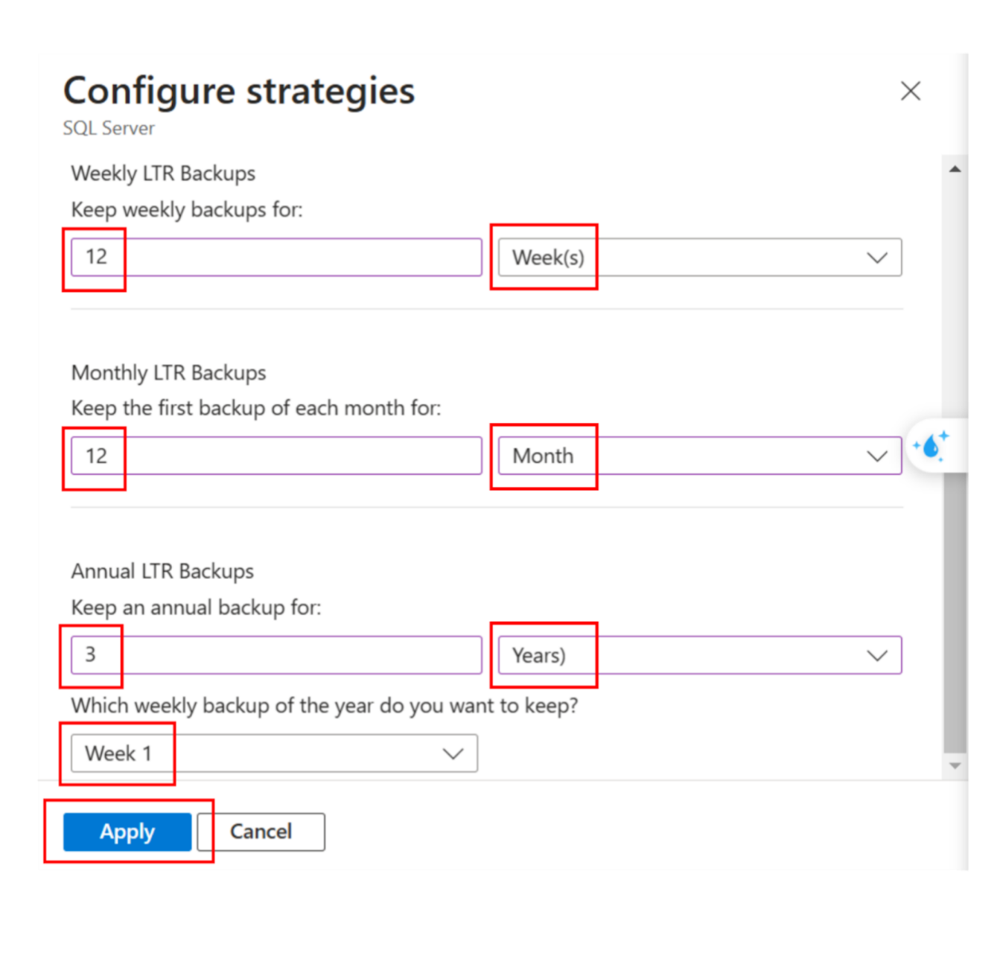 Configure strategies
SQL Server
Weekly LTR Backups
Keep weekly backups for:
12 Week(s)
Monthly LTR Backups
Keep the first backup of each month for:
12 Month
Annual LTR Backups
Keep an annual backup for:
3 Years)
Which weekly backup of the year do you want to keep?
Week 1
Apply Cancel